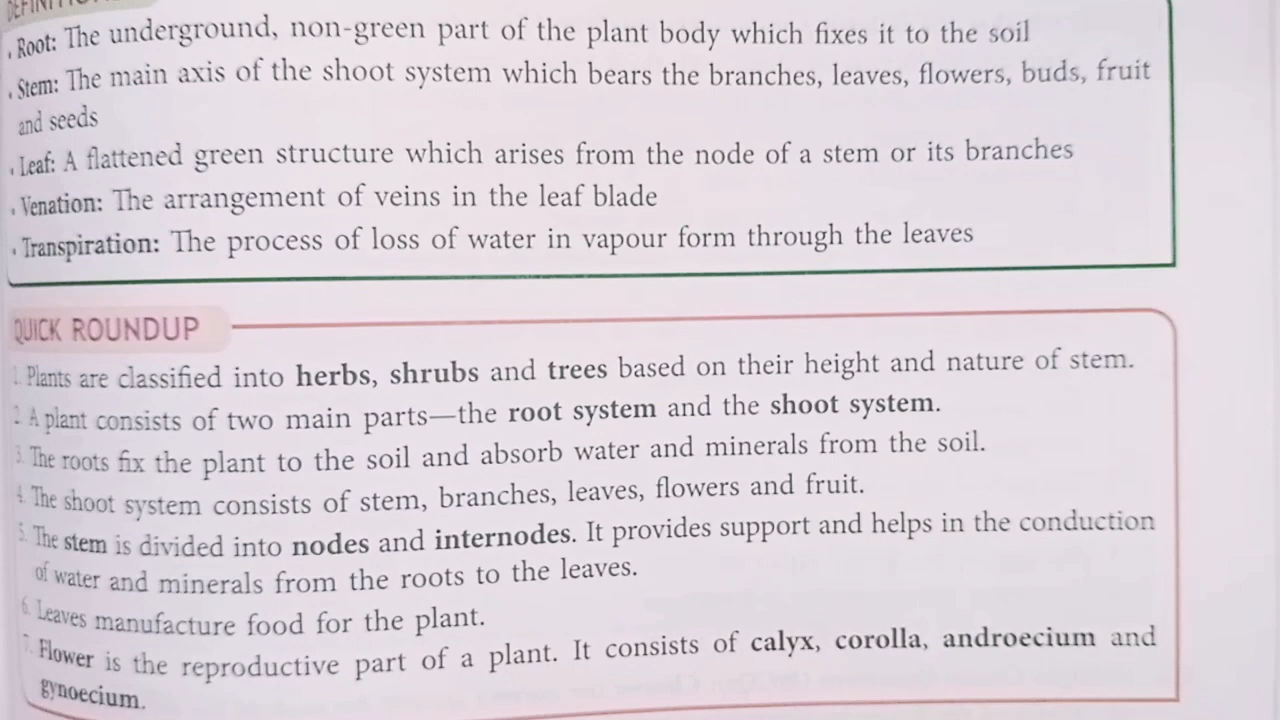 DEFINITIO
• Root: The underground, non-green part of the plant body which fixes it to the soil
• Stem: The main axis of the shoot system which bears the branches, leaves, flowers, buds, fruit
and seeds
• Leaf: A flattened green structure which arises from the node of a stem or its branches
• Venation: The arrangement of veins in the leaf blade
• Transpiration: The process of loss of water in vapour form through the leaves
QUICK ROUNDUP
1. Plants are classified into herbs, shrubs and trees based on their height and nature of stem.
2. A plant consists of two main parts—the root system and the shoot system.
3. The roots fix the plant to the soil and absorb water and minerals from the soil.
4. The shoot system consists of stem, branches, leaves, flowers and fruit.
5. The stem is divided into nodes and internodes. It provides support and helps in the conduction
of water and minerals from the roots to the leaves.
6. Leaves manufacture food for the plant.
7. Flower is the reproductive part of a plant. It consists of calyx, corolla, androecium and
gynoecium.